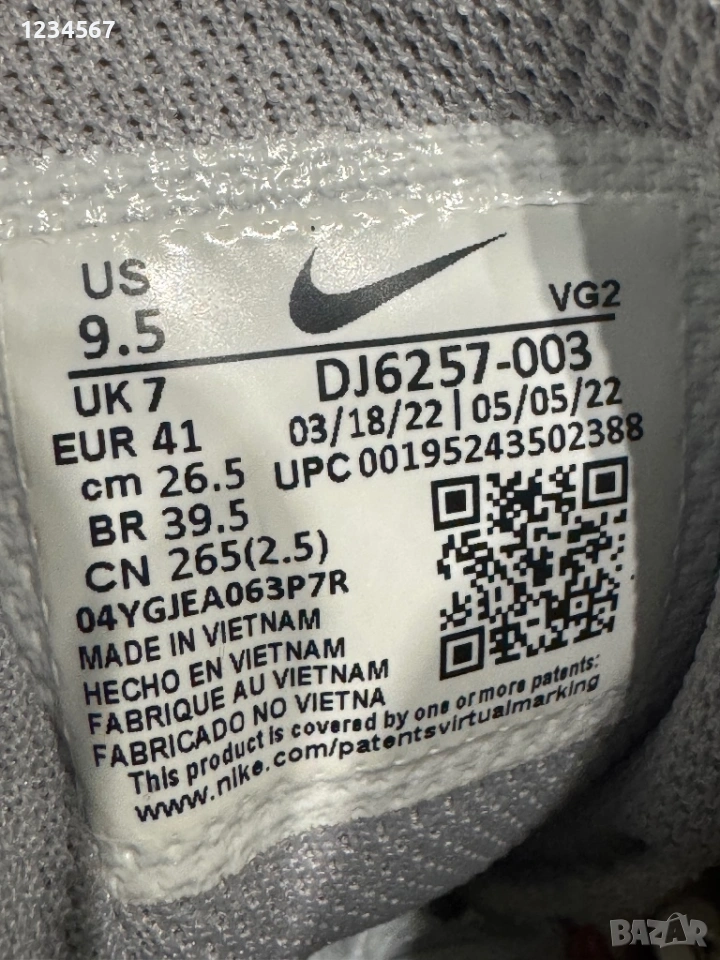 1234567
US
9.5
VG2
UK 7
DJ6257-003
EUR 41
03/18/22 | 05/05/22
cm 26.5
UPC 00195243502388
BR 39.5
CN 265(2.5)
04YGJEA063P7R
MADE IN VIETNAM
HECHO EN VIETNAM
FABRIQUE AU VIETNAM
FABRICADO NO VIETNA
This product is covered by one or more patents:
www.nike.com/patentsvirtualmarking
BAZAR